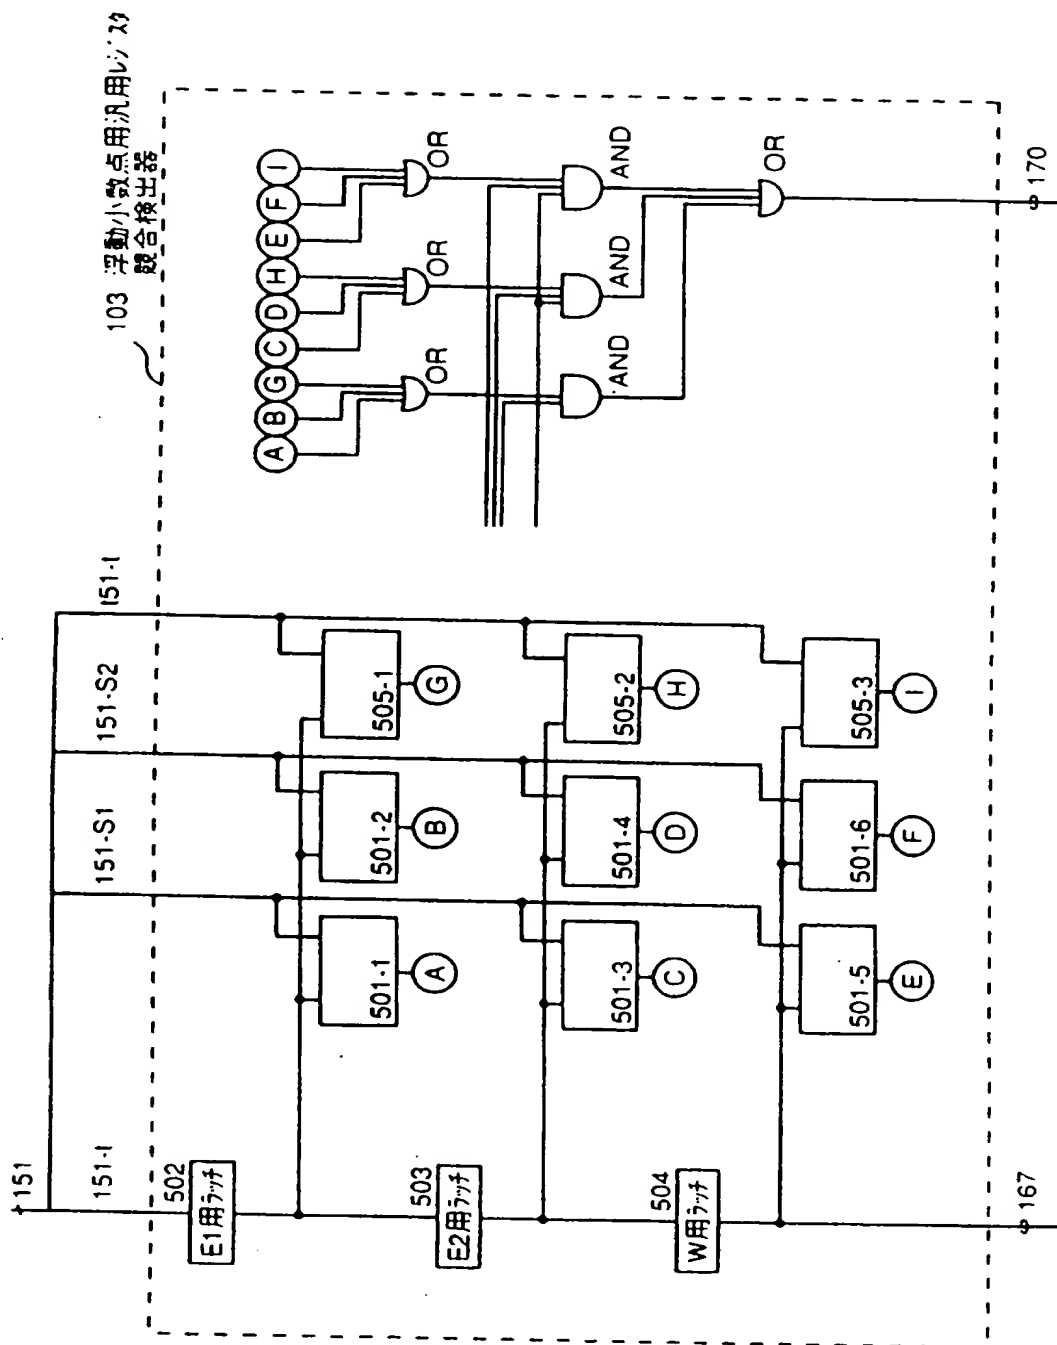 103 浮動小数点用汎用レジスタ
競合検出器
A
B
G
C
D
H
E
F
I
OR
OR
OR
AND
AND
AND
OR
170
151
151-t
151-S1
151-S2
t51-t
502
E1用ラッチ
501-1
A
501-2
B
505-1
G
503
E2用ラッチ
501-3
C
501-4
D
505-2
H
504
W用ラッチ
501-5
E
501-6
F
505-3
I
167